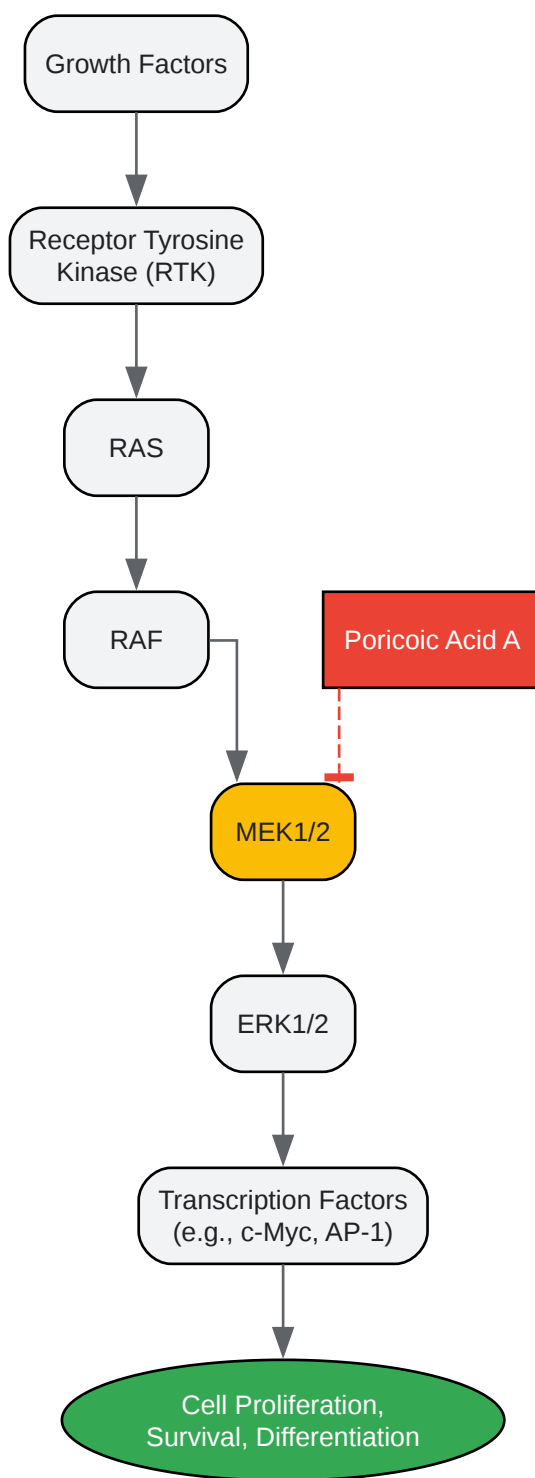 Growth Factors
Receptor Tyrosine
Kinase (RTK)
RAS
RAF
Poricoic Acid A
MEK1/2
ERK1/2
Transcription Factors
(e.g., c-Myc, AP-1)
Cell Proliferation,
Survival, Differentiation